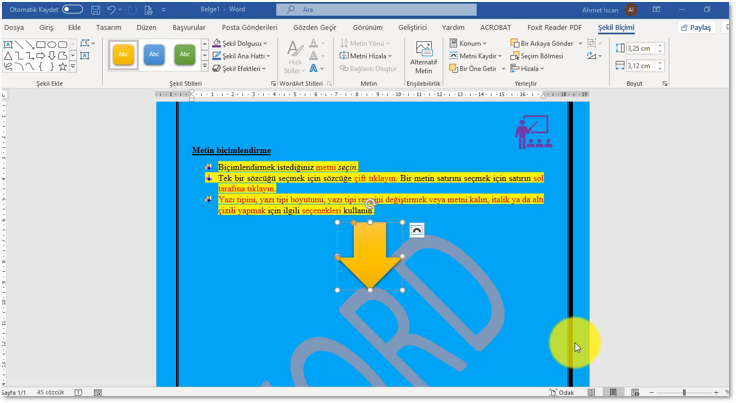 Otomatik Kaydet
Belge1 - Word
Ara
Ahmet Iscan
AI
Dosya Giriş Ekle Tasarım Düzen Başvurular Posta Gönderileri Gözden Geçir Görünüm Geliştirici Yardım ACROBAT Foxit Reader PDF Şekil Biçimi Paylaş
Abc Abc Abc
Şekil Dolgusu
Şekil Ana Hattı
Şekil Efektleri
Hızlı Stiller
Metin Yönü
Metni Hizala
Bağlantı Oluştur
Alternatif Metin
Konum
Metni Kaydır
Bir Öne Getir
Bir Arkaya Gönder
Seçim Bölmesi
Hizala
3,25 cm
3,12 cm
Şekil Ekle Şekil Stilleri WordArt Stilleri Metin Erişilebilirlik Yerleştir Boyut
Metin biçimlendirme
Biçimlendirmek istediğiniz metni seçin.
Tek bir sözcüğü seçmek için sözcüğe çift tıklayın. Bir metin satırını seçmek için satırın sol
tarafına tıklayın.
Yazı tipini, yazı tipi boyutunu, yazı tipi rengini değiştirmek veya metni kalın, italik ya da altı
çizili yapmak için ilgili seçenekleri kullanın.
ORD
Sayfa 1/1 45 sözcük
Odak